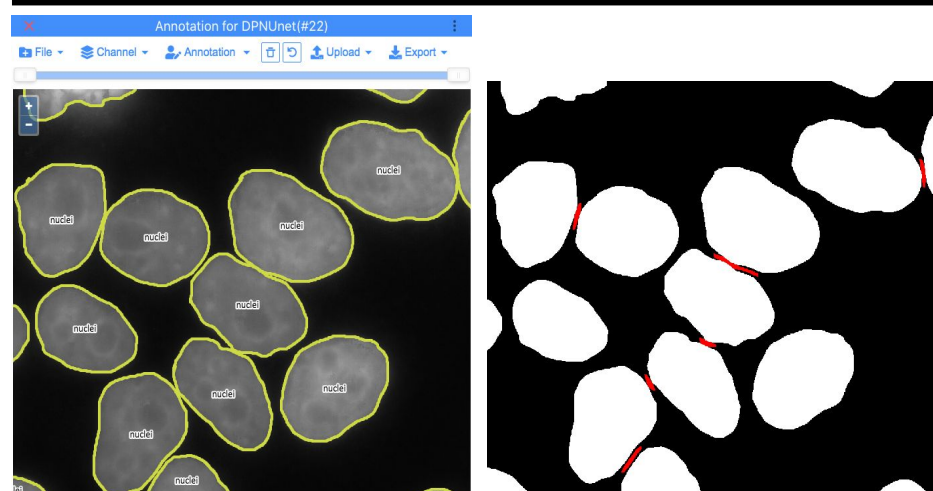 Annotation for DPNUnet(#22)
File Channel Annotation Upload Export
+
-
nuclei
nuclei
nuclei
nuclei
nuclei
nuclei
nuclei
nuclei
nuclei
nuclei